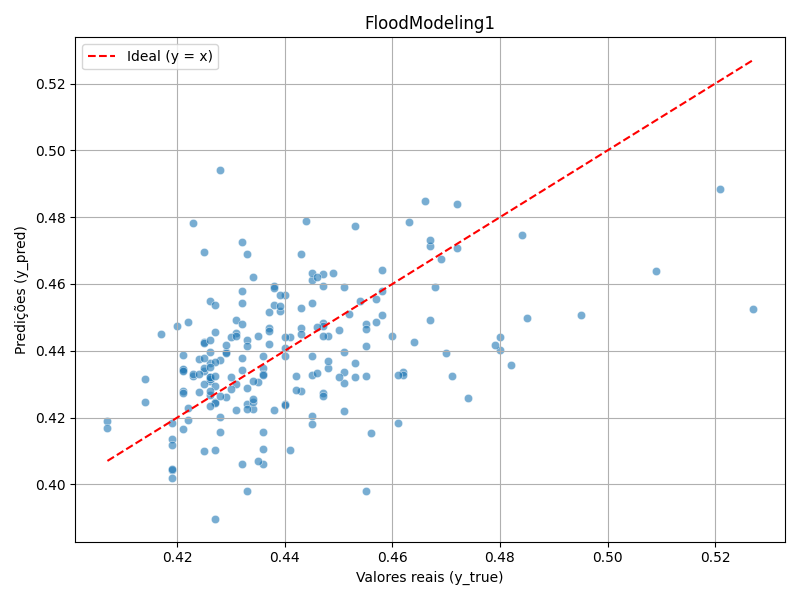 FloodModeling1
Ideal (y = x)
0.52
0.50
0.48
0.46
0.44
0.42
0.40
Predições (y_pred)
0.42 0.44 0.46 0.48 0.50 0.52
Valores reais (y_true)